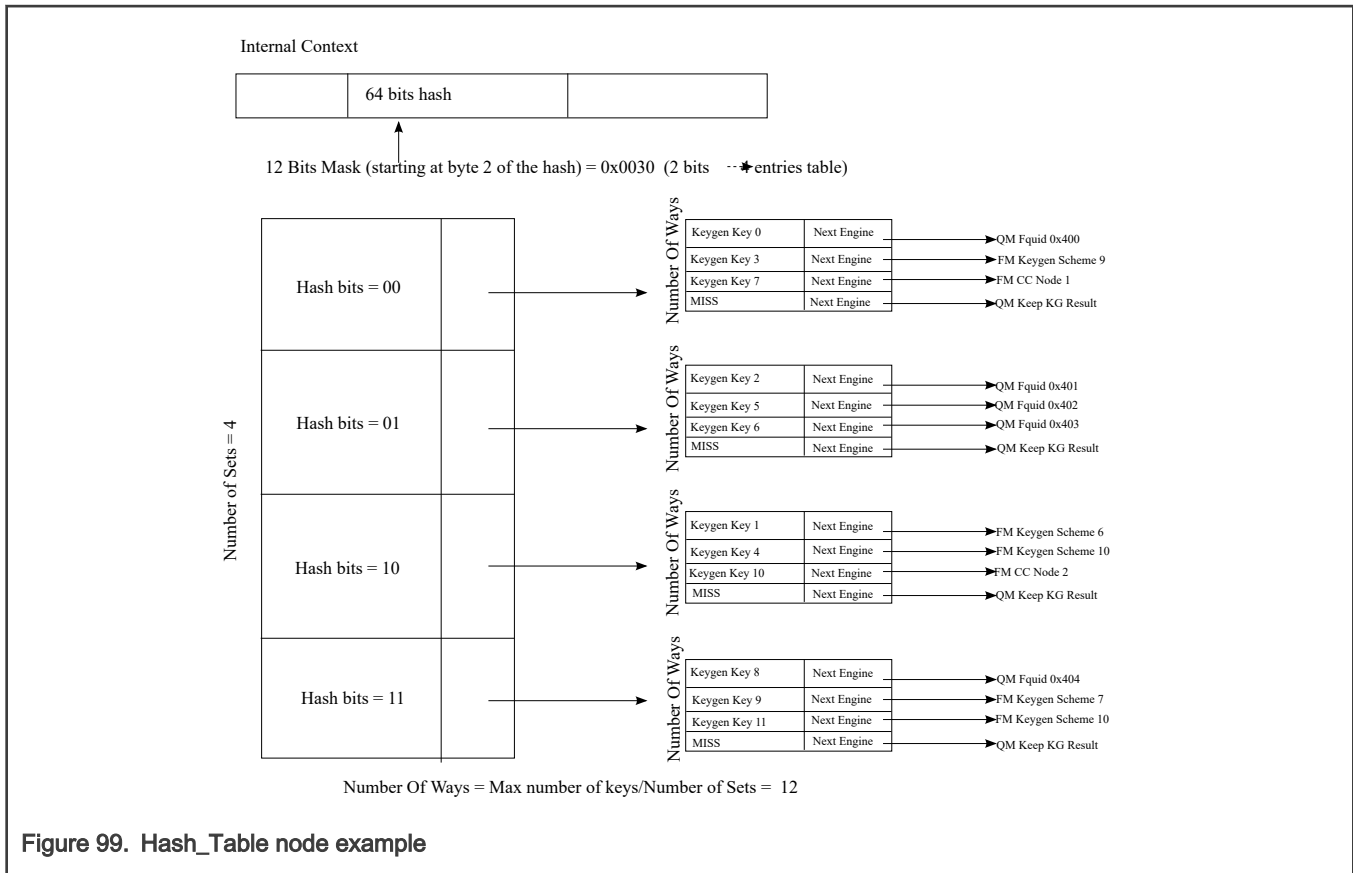 Internal Context
64 bits hash
12 Bits Mask (starting at byte 2 of the hash) = 0x0030 (2 bits entries table)
Number of Sets = 4
Hash bits = 00
Number Of Ways
Keygen Key 0 Next Engine QM Fquid 0x400
Keygen Key 3 Next Engine FM Keygen Scheme 9
Keygen Key 7 Next Engine FM CC Node 1
MISS Next Engine QM Keep KG Result
Hash bits = 01
Number Of Ways
Keygen Key 2 Next Engine QM Fquid 0x401
Keygen Key 5 Next Engine QM Fquid 0x402
Keygen Key 6 Next Engine QM Fquid 0x403
MISS Next Engine QM Keep KG Result
Hash bits = 10
Number Of Ways
Keygen Key 1 Next Engine FM Keygen Scheme 6
Keygen Key 4 Next Engine FM Keygen Scheme 10
Keygen Key 10 Next Engine FM CC Node 2
MISS Next Engine QM Keep KG Result
Hash bits = 11
Number Of Ways
Keygen Key 8 Next Engine QM Fquid 0x404
Keygen Key 9 Next Engine FM Keygen Scheme 7
Keygen Key 11 Next Engine FM Keygen Scheme 10
MISS Next Engine QM Keep KG Result
Number Of Ways = Max number of keys/Number of Sets = 12
Figure 99. Hash_Table node example